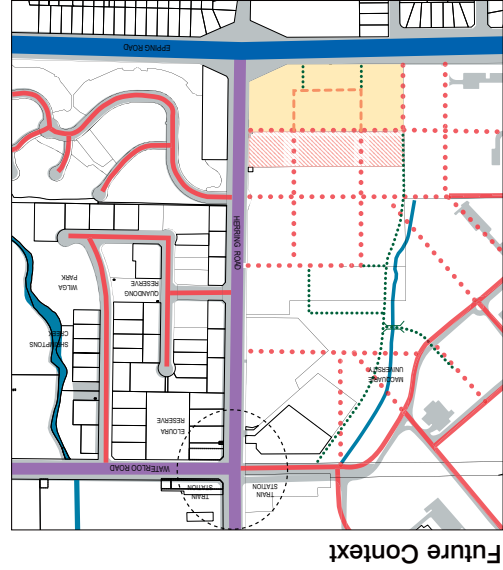 Future Context
TRAIN
STATION
TRAIN
STATION
WATERLOO ROAD
ELOURA
RESERVE
MACQUARIE
UNIVERSITY
SHRIMPTONS
CREEK
QUANDONG
RESERVE
WILGA
PARK
HERRING ROAD
EPPING ROAD